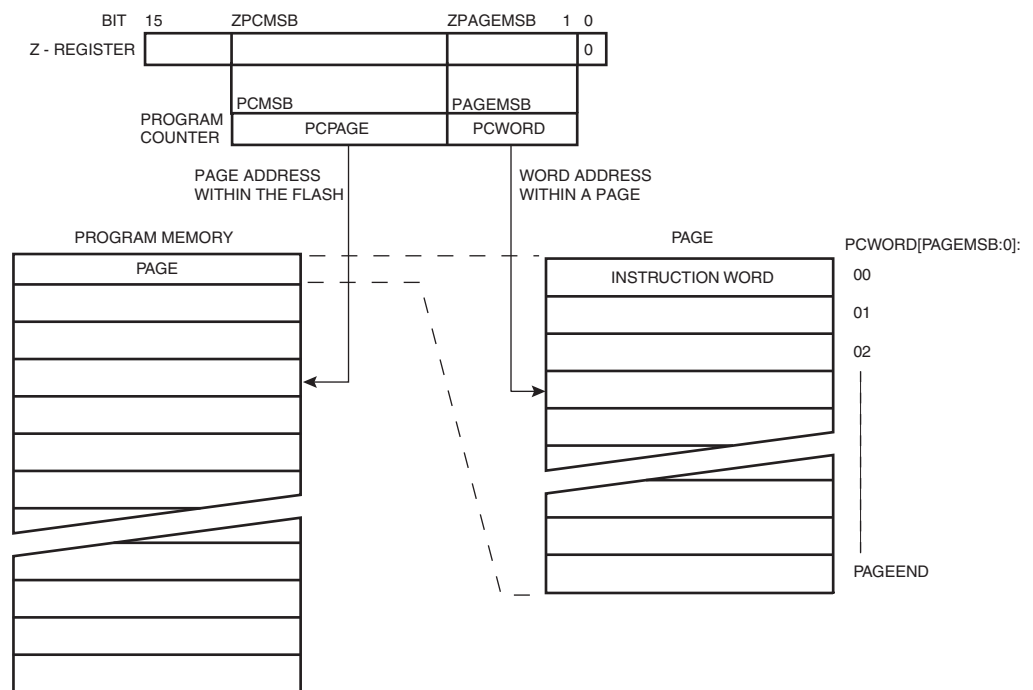 BIT 15 ZPCMSB ZPAGEMSB 1 0
Z - REGISTER 0
PCMSB PAGEMSB
PROGRAM
COUNTER
PCPAGE PCWORD
PAGE ADDRESS
WITHIN THE FLASH
WORD ADDRESS
WITHIN A PAGE
PROGRAM MEMORY
PAGE
PAGE
PCWORD[PAGEMSB:0]:
INSTRUCTION WORD 00
01
02
PAGEEND